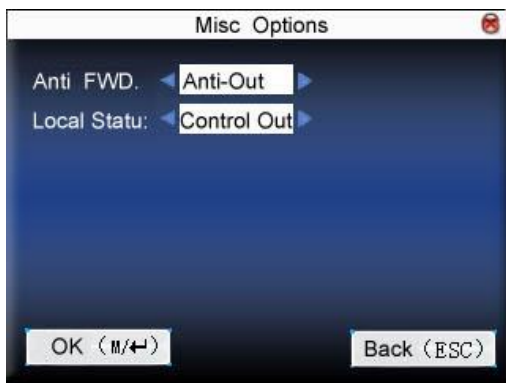 Misc Options
Anti FWD. Anti-Out
Local Statu: Control Out
OK (M/↵) Back (ESC)